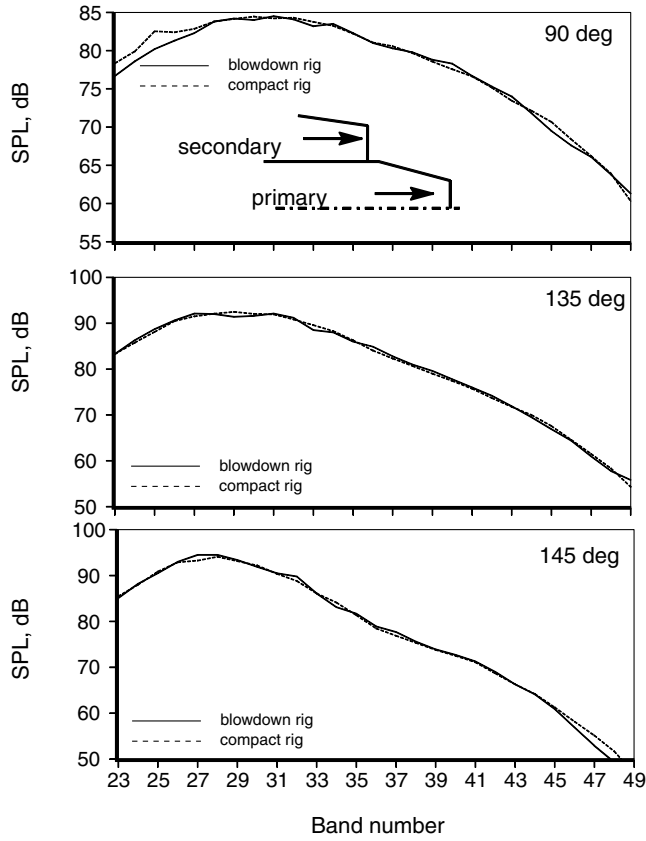 85
90 deg
80
blowdown rig
75
compact rig
SPL, dB
70
secondary
65
primary
60
55
100
135 deg
90
SPL, dB
80
70
60
blowdown rig
compact rig
50
100
145 deg
90
SPL, dB
80
70
60
blowdown rig
compact rig
50
23 25 27 29 31 33 35 37 39 41 43 45 47 49
Band number